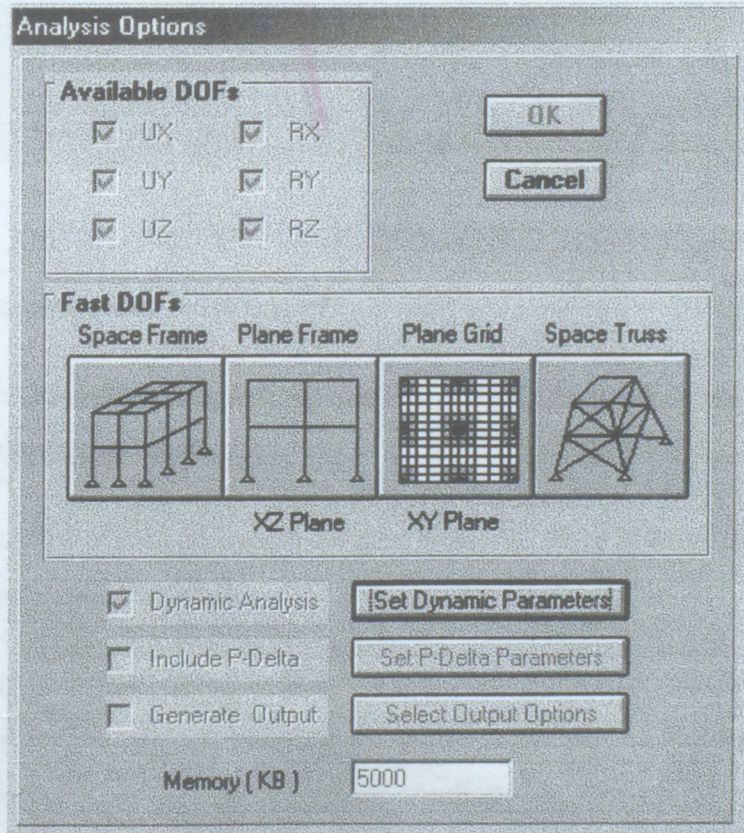 Analysis Options
Available DOFs
UX RX
UY RY
UZ RZ
OK
Cancel
Fast DOFs
Space Frame Plane Frame Plane Grid Space Truss
XZ Plane XY Plane
Dynamic Analysis Set Dynamic Parameters
Include P-Delta Set P-Delta Parameters
Generate Output Select Output Options
Memory ( KB ) 5000